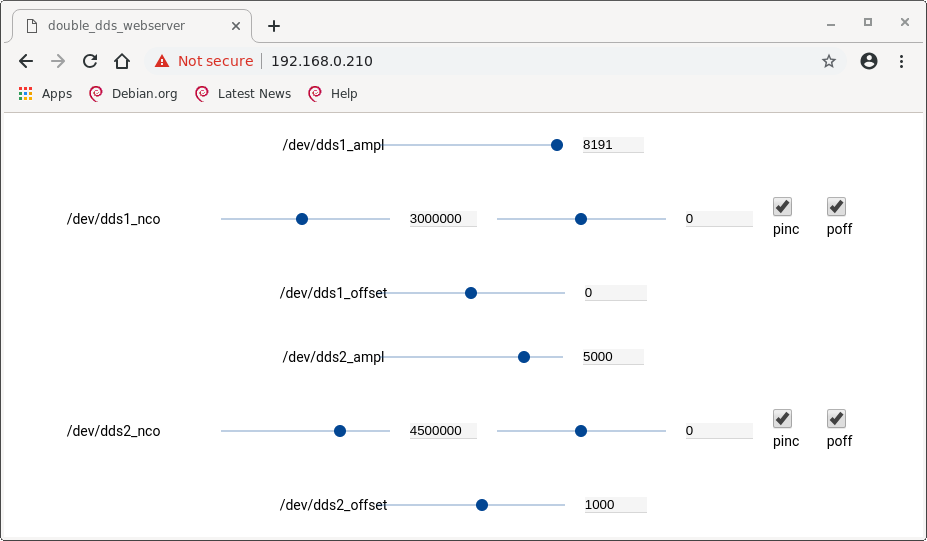 double_dds_webserver
Not secure 192.168.0.210
Apps Debian.org Latest News Help
/dev/dds1_ampl 8191
/dev/dds1_nco 3000000 0 pinc poff
/dev/dds1_offset 0
/dev/dds2_ampl 5000
/dev/dds2_nco 4500000 0 pinc poff
/dev/dds2_offset 1000